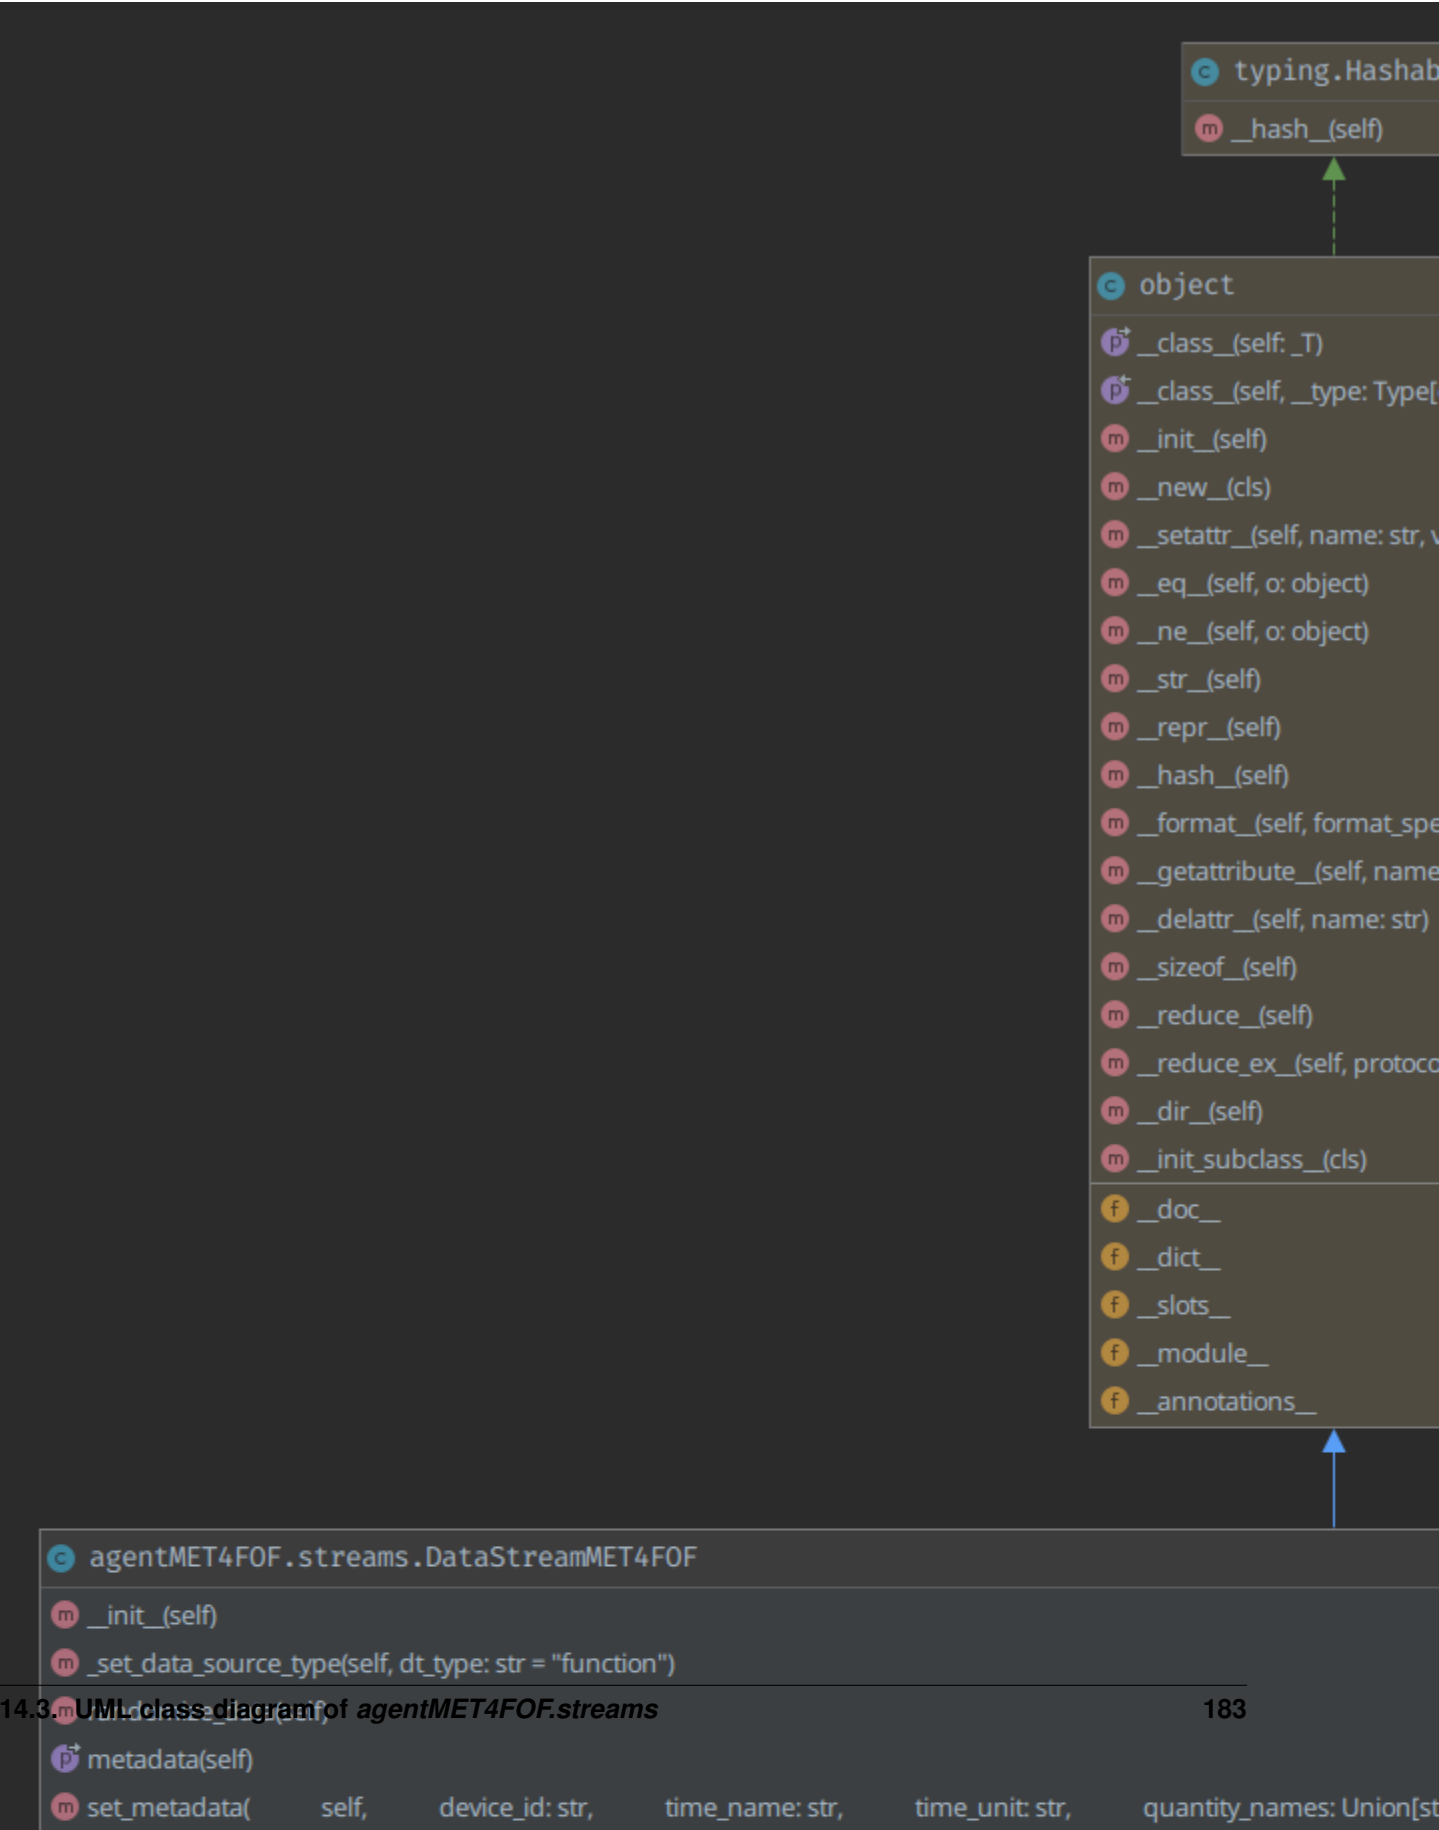 typing.Hashab
__hash__(self)
object
__class__(self: _T)
__class__(self, __type: Type[
__init__(self)
__new__(cls)
__setattr__(self, name: str, v
__eq__(self, o: object)
__ne__(self, o: object)
__str__(self)
__repr__(self)
__hash__(self)
__format__(self, format_spe
__getattribute__(self, name
__delattr__(self, name: str)
__sizeof__(self)
__reduce__(self)
__reduce_ex__(self, protoco
__dir__(self)
__init_subclass__(cls)
__doc__
__dict__
__slots__
__module__
__annotations__
agentMET4FOF.streams.DataStreamMET4FOF
__init__(self)
_set_data_source_type(self, dt_type: str = "function")
randomize_data(self)
14.3. UML class diagram of agentMET4FOF.streams 183
metadata(self)
set_metadata( self, device_id: str, time_name: str, time_unit: str, quantity_names: Union[st